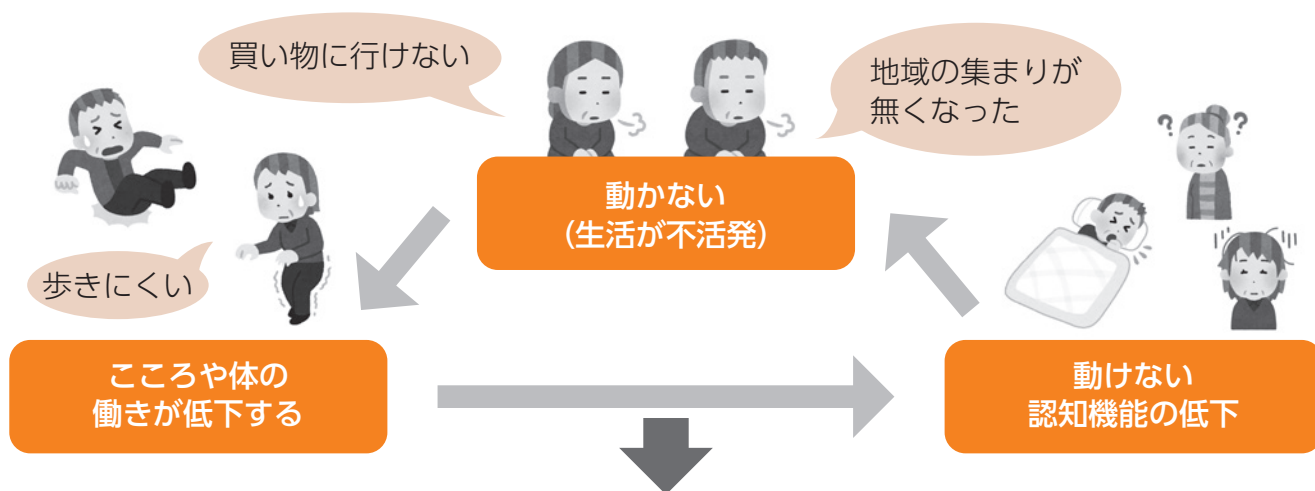 買い物に行けない
地域の集まりが
無くなった
動かない
(生活が不活発)
歩きにくい
こころや体の
働きが低下する
動けない
認知機能の低下
? ?